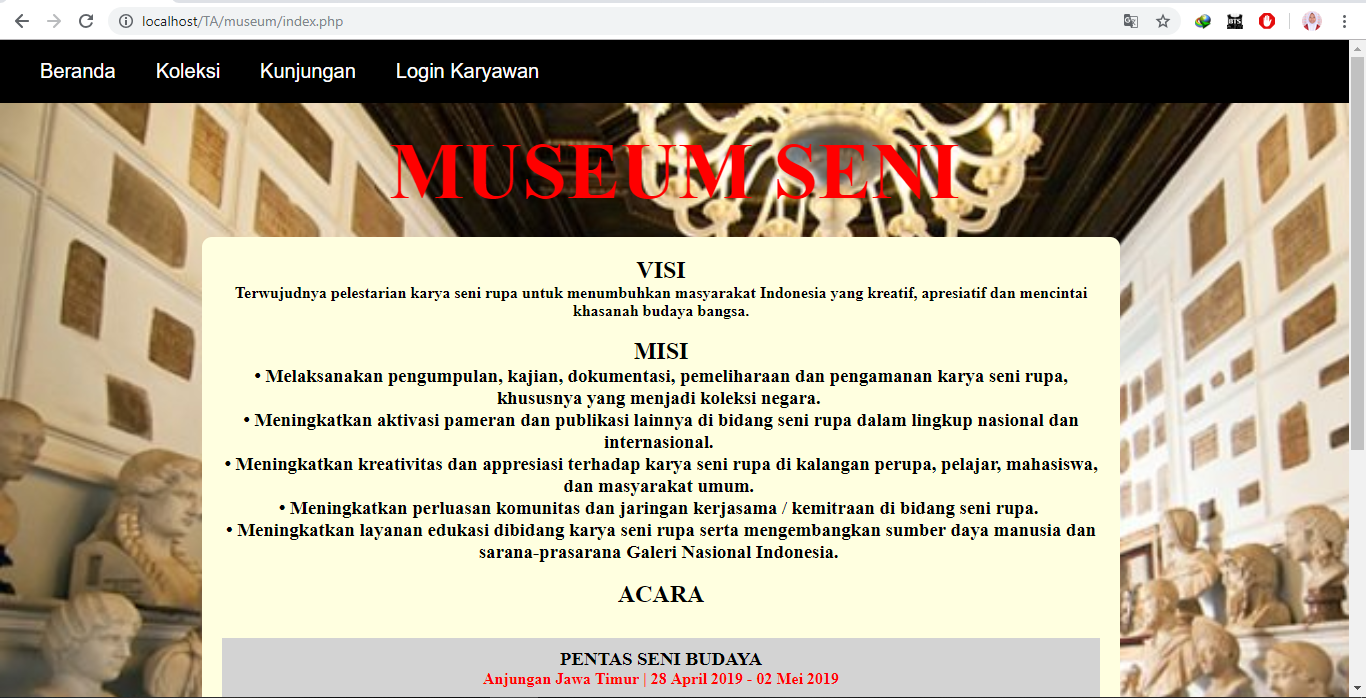 localhost/TA/museum/index.php
Beranda Koleksi Kunjungan Login Karyawan
MUSEUM SENI
VISI
Terwujudnya pelestarian karya seni rupa untuk menumbuhkan masyarakat Indonesia yang kreatif, apresiatif dan mencintai
khasanah budaya bangsa.
MISI
• Melaksanakan pengumpulan, kajian, dokumentasi, pemeliharaan dan pengamanan karya seni rupa,
khususnya yang menjadi koleksi negara.
• Meningkatkan aktivasi pameran dan publikasi lainnya di bidang seni rupa dalam lingkup nasional dan
internasional.
• Meningkatkan kreativitas dan appresiasi terhadap karya seni rupa di kalangan perupa, pelajar, mahasiswa,
dan masyarakat umum.
• Meningkatkan perluasan komunitas dan jaringan kerjasama / kemitraan di bidang seni rupa.
• Meningkatkan layanan edukasi dibidang karya seni rupa serta mengembangkan sumber daya manusia dan
sarana-prasarana Galeri Nasional Indonesia.
ACARA
PENTAS SENI BUDAYA
Anjungan Jawa Timur | 28 April 2019 - 02 Mei 2019